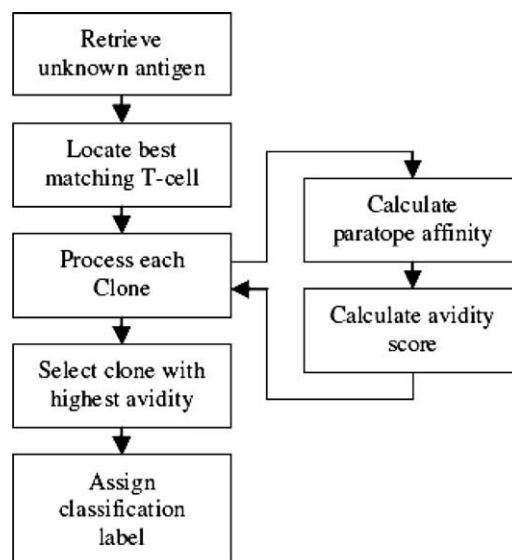 Retrieve
unknown antigen
Locate best
matching T-cell
Process each
Clone
Calculate
paratope affinity
Calculate avidity
score
Select clone with
highest avidity
Assign
classification
label